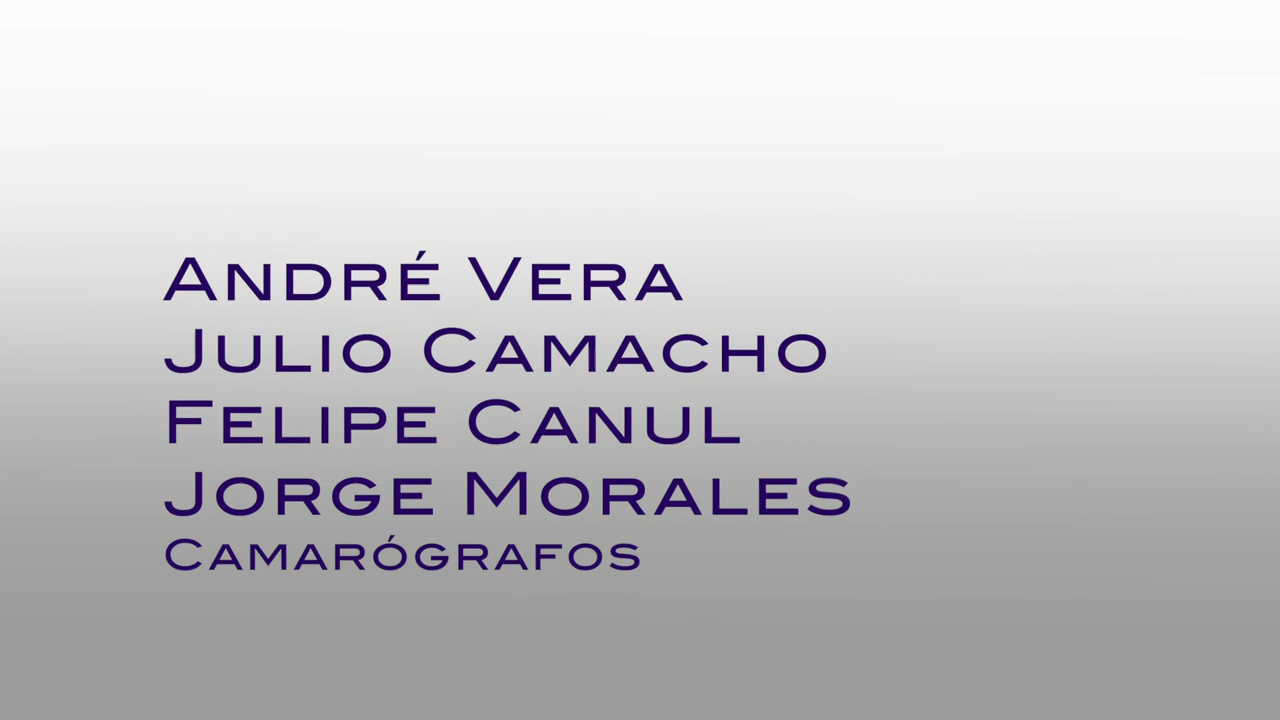 André Vera
Julio Camacho
Felipe Canul
Jorge Morales
Camarógrafos